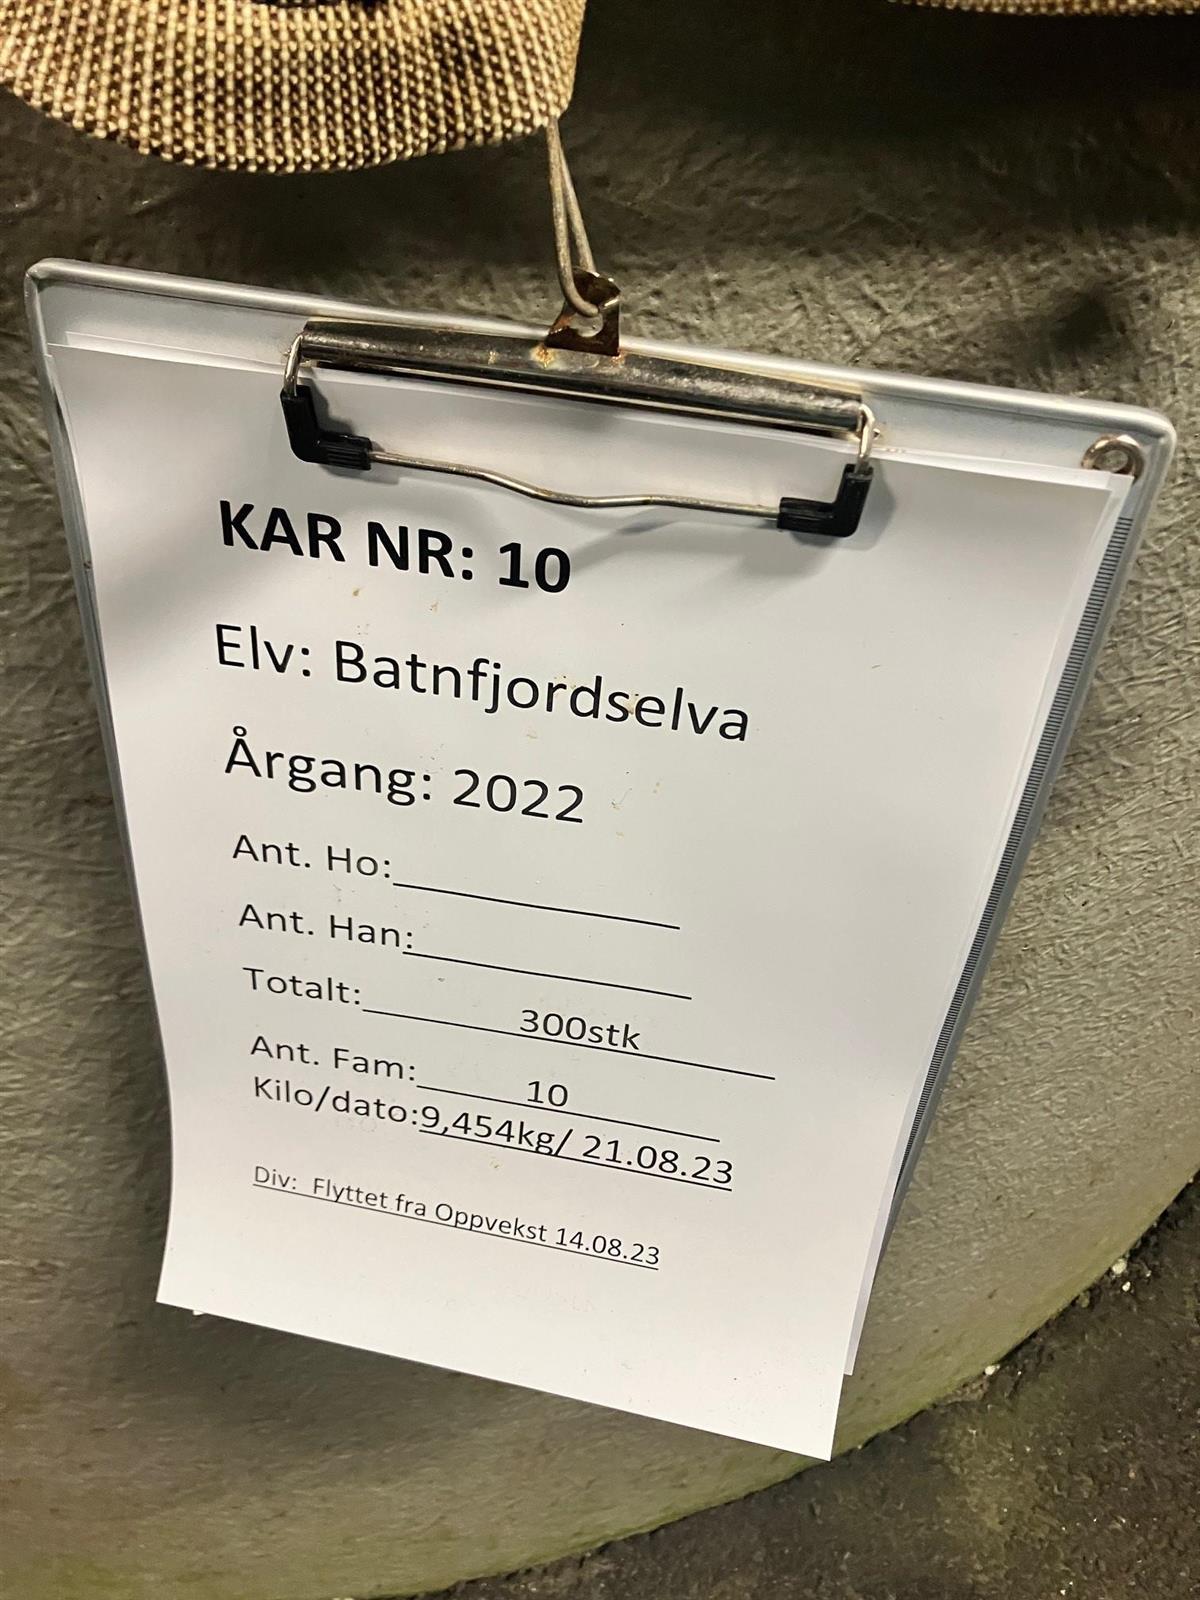 KAR NR: 10
Elv: Batnfjordselva
Årgang: 2022
Ant. Ho:
Ant. Han:
Totalt: 300stk
Ant. Fam: 10
Kilo/dato:9,454kg/ 21.08.23
Div: Flyttet fra Oppvekst 14.08.23